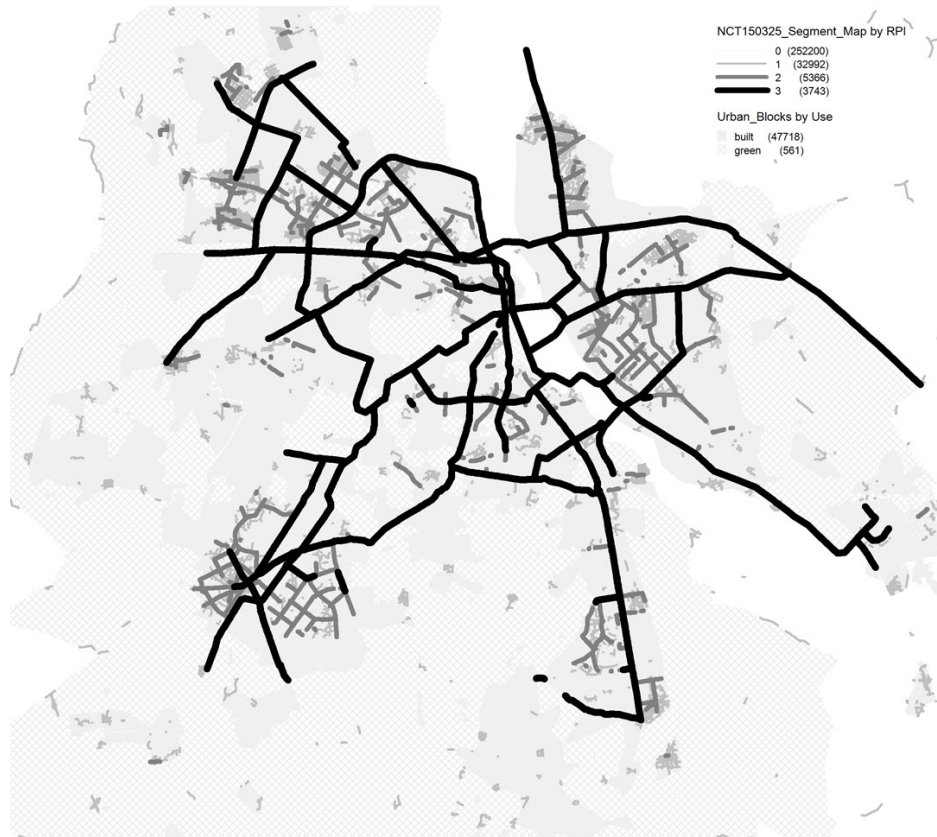 NCT150325_Segment_Map by RPI
0 (252200)
1 (32992)
2 (5366)
3 (3743)
Urban_Blocks by Use
built (47718)
green (561)